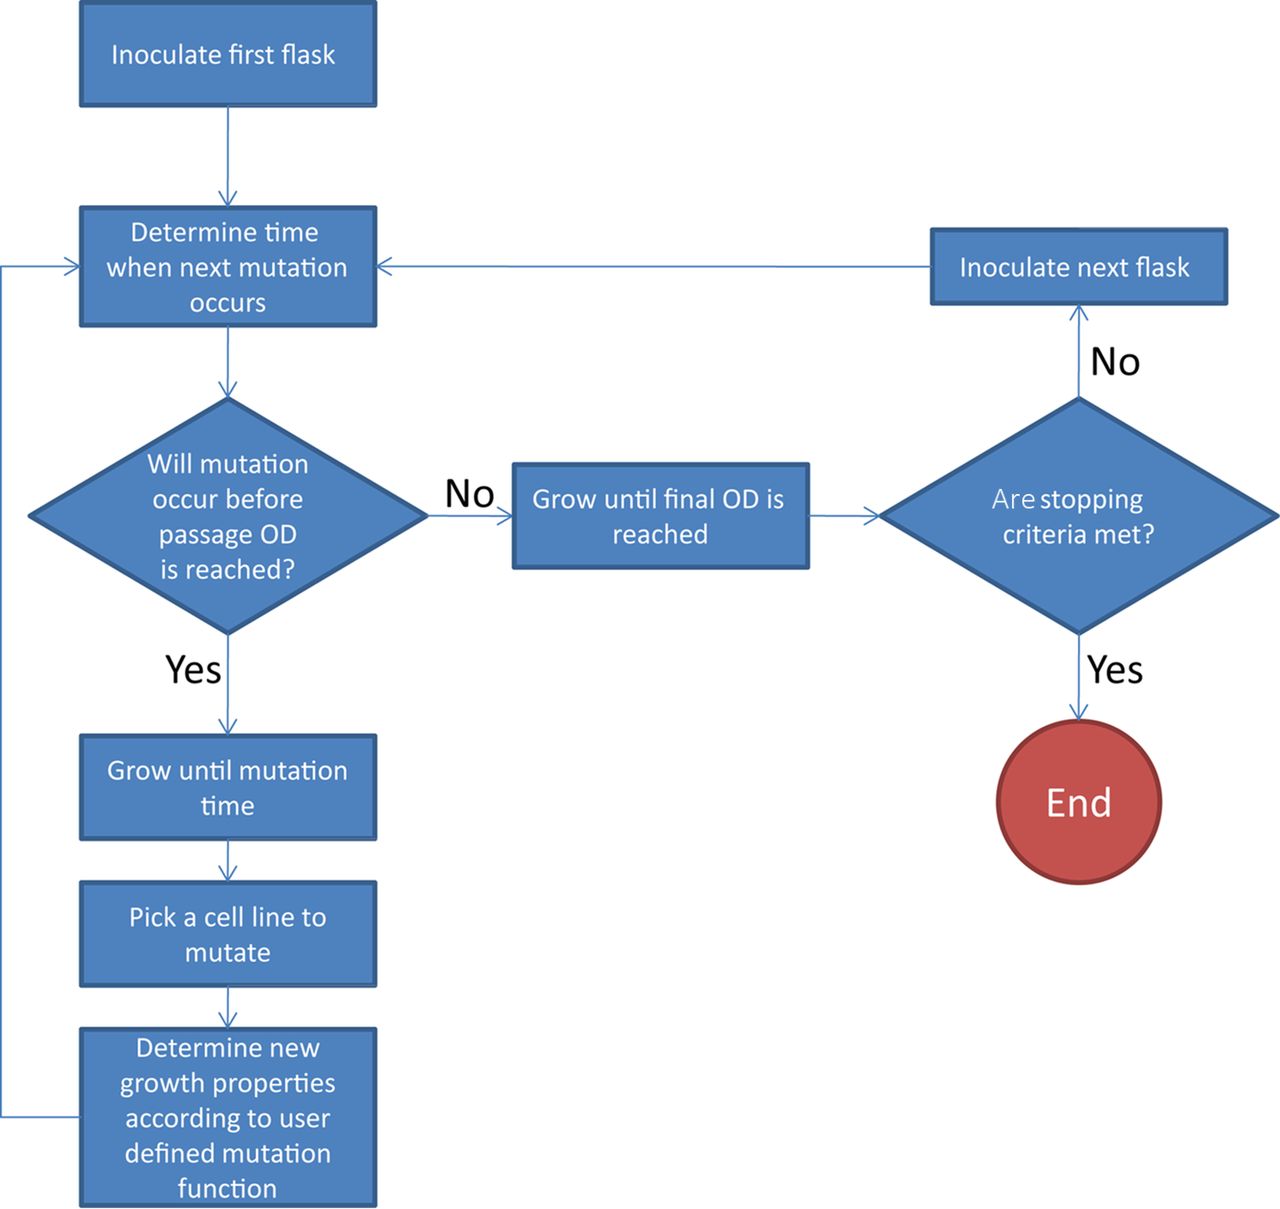 Inoculate first flask
Determine time
when next mutation
occurs
Inoculate next flask
No
Will mutation
occur before
passage OD
is reached?
No
Grow until final OD is
reached
Are stopping
criteria met?
Yes
Yes
Grow until mutation
time
End
Pick a cell line to
mutate
Determine new
growth properties
according to user
defined mutation
function